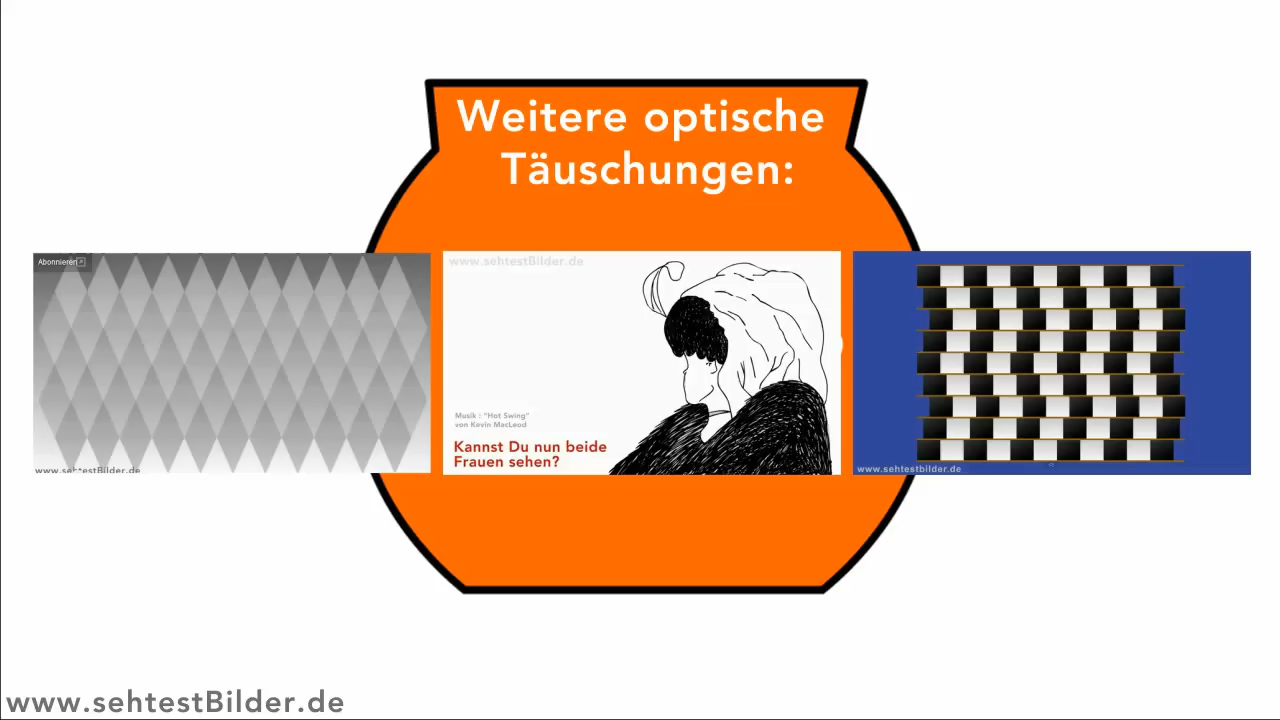 Weitere optische
Täuschungen:
Abonnieren
www.sehtestBilder.de
www.sehtestBilder.de
Musik : "Hot Swing"
von Kevin MacLeod
Kannst Du nun beide
Frauen sehen?
www.sehtestbilder.de
www.sehtestBilder.de